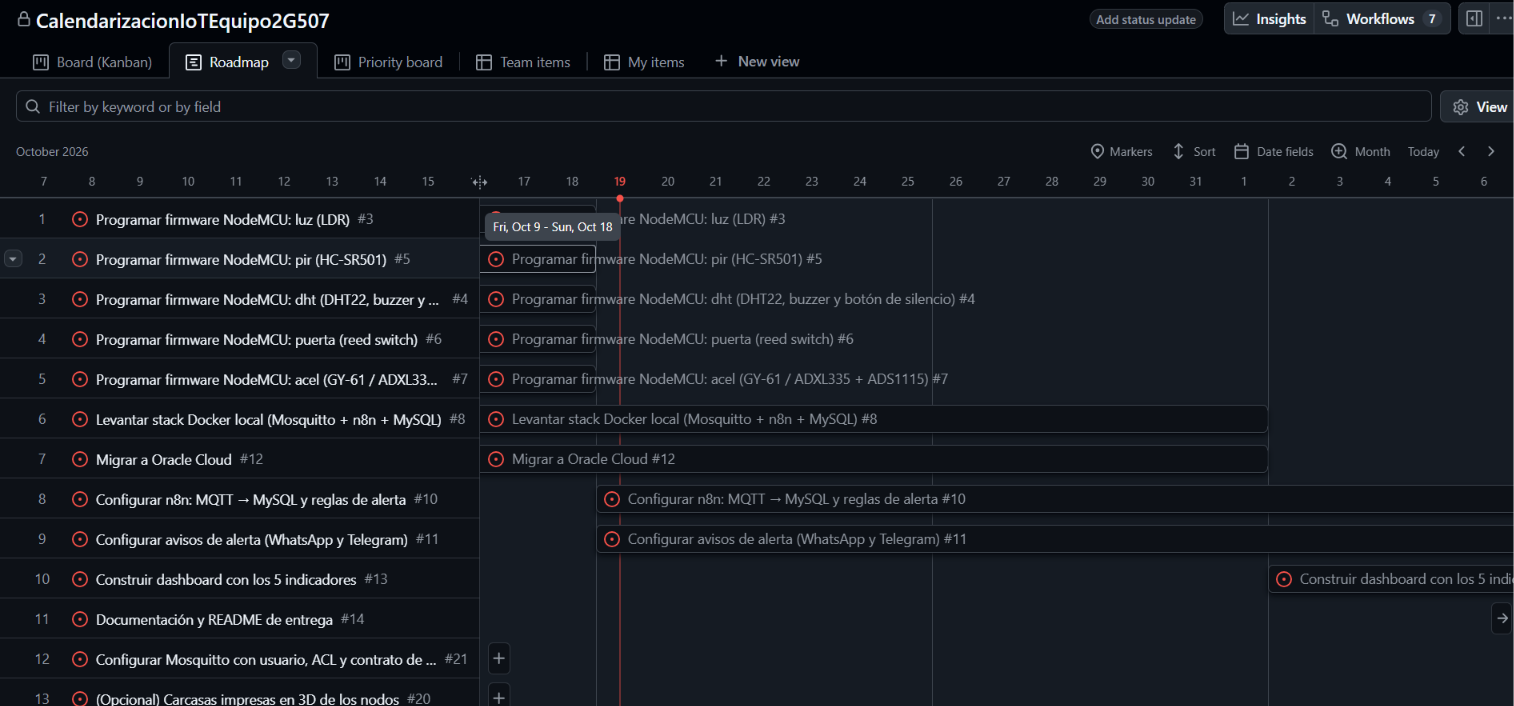 CalendarizacionIoTEquipo2G507
Add status update
Insights
Workflows 7
Board (Kanban)
Roadmap
Priority board
Team items
My items
New view
Filter by keyword or by field
View
October 2026
Markers
Sort
Date fields
Month
Today
7 8 9 10 11 12 13 14 15 17 18 19 20 21 22 23 24 25 26 27 28 29 30 31 1 2 3 4 5 6
1 Programar firmware NodeMCU: luz (LDR) #3
re NodeMCU: luz (LDR) #3
Fri, Oct 9 - Sun, Oct 18
2 Programar firmware NodeMCU: pir (HC-SR501) #5
Programar firmware NodeMCU: pir (HC-SR501) #5
3 Programar firmware NodeMCU: dht (DHT22, buzzer y ... #4
Programar firmware NodeMCU: dht (DHT22, buzzer y botón de silencio) #4
4 Programar firmware NodeMCU: puerta (reed switch) #6
Programar firmware NodeMCU: puerta (reed switch) #6
5 Programar firmware NodeMCU: acel (GY-61 / ADXL33... #7
Programar firmware NodeMCU: acel (GY-61 / ADXL335 + ADS1115) #7
6 Levantar stack Docker local (Mosquitto + n8n + MySQL) #8
Levantar stack Docker local (Mosquitto + n8n + MySQL) #8
7 Migrar a Oracle Cloud #12
Migrar a Oracle Cloud #12
8 Configurar n8n: MQTT → MySQL y reglas de alerta #10
Configurar n8n: MQTT → MySQL y reglas de alerta #10
9 Configurar avisos de alerta (WhatsApp y Telegram) #11
Configurar avisos de alerta (WhatsApp y Telegram) #11
10 Construir dashboard con los 5 indicadores #13
Construir dashboard con los 5 indi
11 Documentación y README de entrega #14
12 Configurar Mosquitto con usuario, ACL y contrato de ... #21
13 (Opcional) Carcasas impresas en 3D de los nodos #20